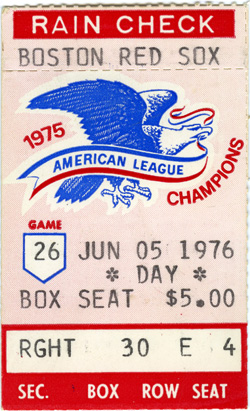 RAIN CHECK
BOSTON RED SOX
1975
AMERICAN LEAGUE
CHAMPIONS
GAME
26 JUN 05 1976
* DAY *
BOX SEAT $5.00
RGHT 30 E 4
SEC. BOX ROW SEAT